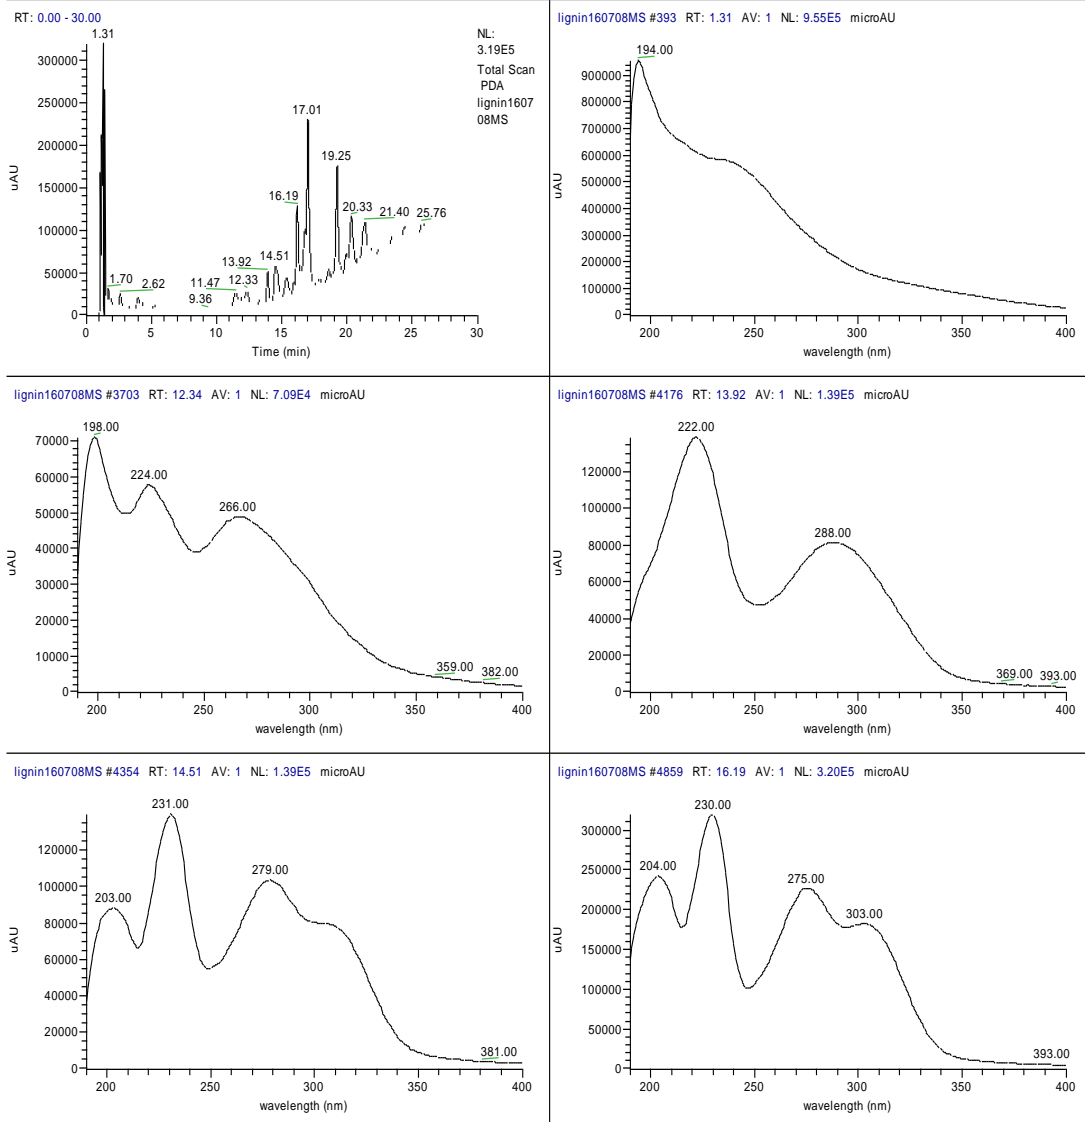 RT: 0.00 - 30.00
NL:
3.19E5
Total Scan
PDA
lignin1607
08MS
1.31
17.01
19.25
16.19
20.33
21.40
25.76
13.92
14.51
1.70
2.62
11.47
12.33
9.36
300000
250000
200000
150000
100000
50000
0
uAU
0 5 10 15 20 25 30
Time (min)
lignin160708MS #393 RT: 1.31 AV: 1 NL: 9.55E5 microAU
194.00
900000
800000
700000
600000
500000
400000
300000
200000
100000
0
uAU
200 250 300 350 400
wavelength (nm)
lignin160708MS #3703 RT: 12.34 AV: 1 NL: 7.09E4 microAU
198.00
224.00
266.00
359.00
382.00
70000
60000
50000
40000
30000
20000
10000
0
uAU
200 250 300 350 400
wavelength (nm)
lignin160708MS #4176 RT: 13.92 AV: 1 NL: 1.39E5 microAU
222.00
288.00
369.00
393.00
120000
100000
80000
60000
40000
20000
0
uAU
200 250 300 350 400
wavelength (nm)
lignin160708MS #4354 RT: 14.51 AV: 1 NL: 1.39E5 microAU
231.00
279.00
203.00
381.00
120000
100000
80000
60000
40000
20000
0
uAU
200 250 300 350 400
wavelength (nm)
lignin160708MS #4859 RT: 16.19 AV: 1 NL: 3.20E5 microAU
230.00
204.00
275.00
303.00
393.00
300000
250000
200000
150000
100000
50000
0
uAU
200 250 300 350 400
wavelength (nm)